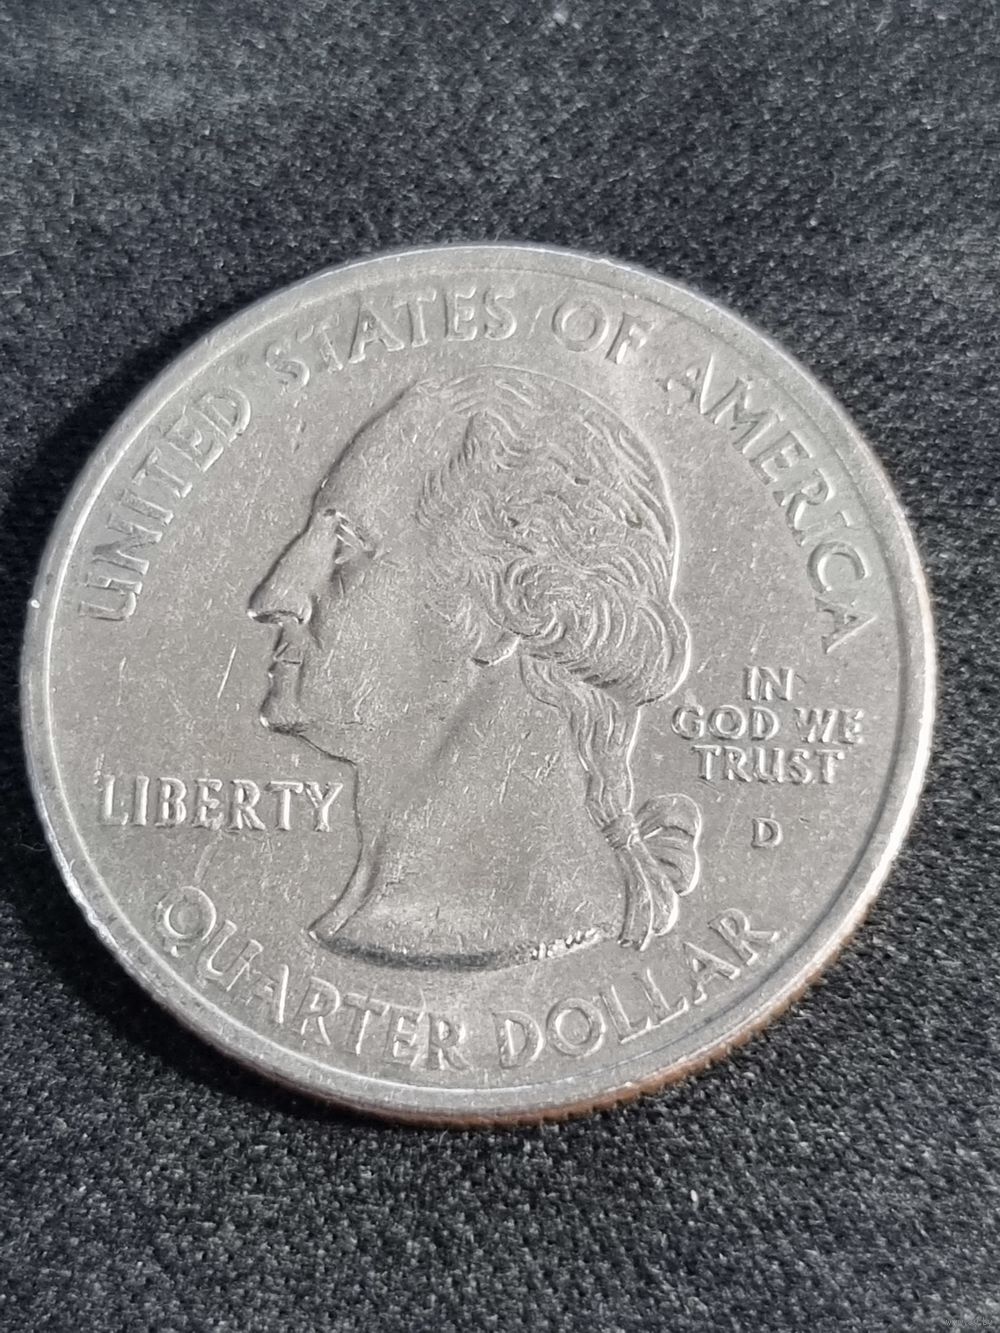 UNITED STATES OF AMERICA
LIBERTY
IN
GOD WE
TRUST
D
QUARTER DOLLAR